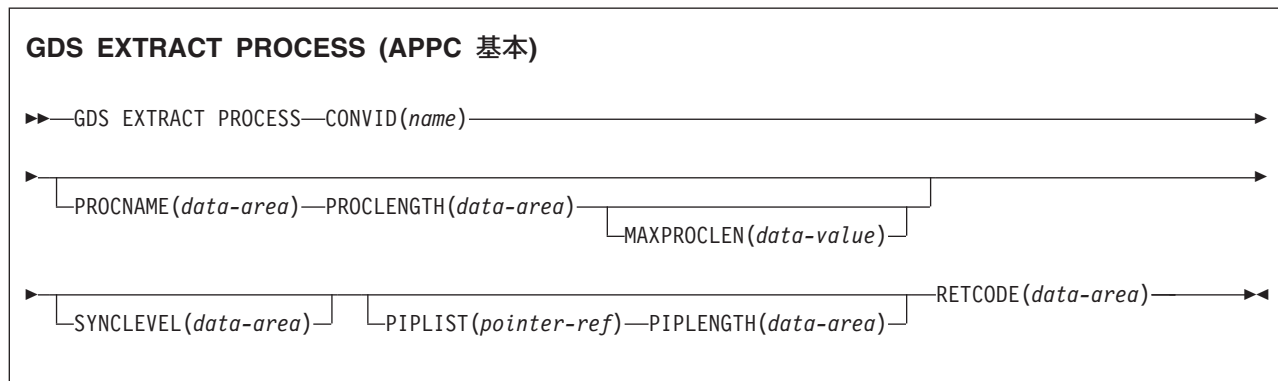 GDS EXTRACT PROCESS (APPC 基本)
GDS EXTRACT PROCESS CONVID(name)
PROCNAME(data-area) PROCLENGTH(data-area)
MAXPROCLEN(data-value)
RETCODE(data-area)
SYNCLEVEL(data-area) PIPLIST(pointer-ref) PIPLENGTH(data-area)